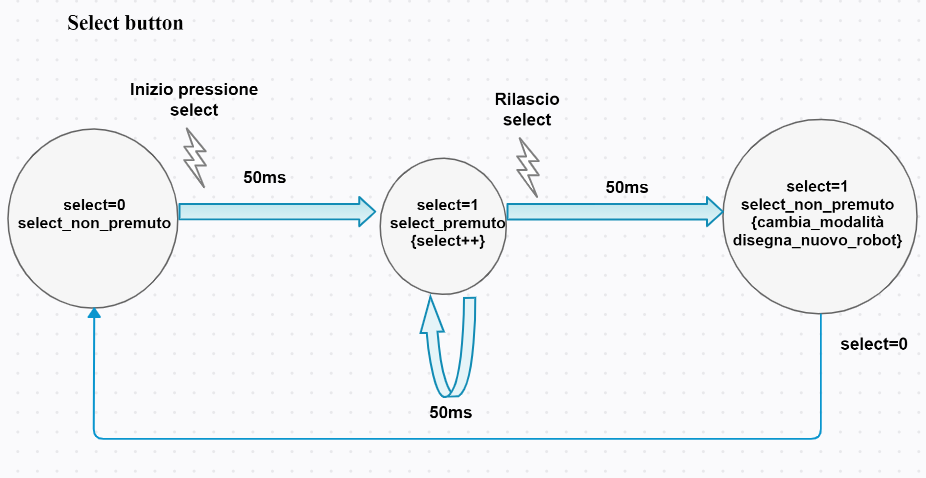 Select button
Inizio pressione
select
50ms
Rilascio
select
50ms
select=0
select_non_premuto
select=1
select_premuto
{select++}
select=1
select_non_premuto
{cambia_modalità
disegna_nuovo_robot}
50ms
select=0